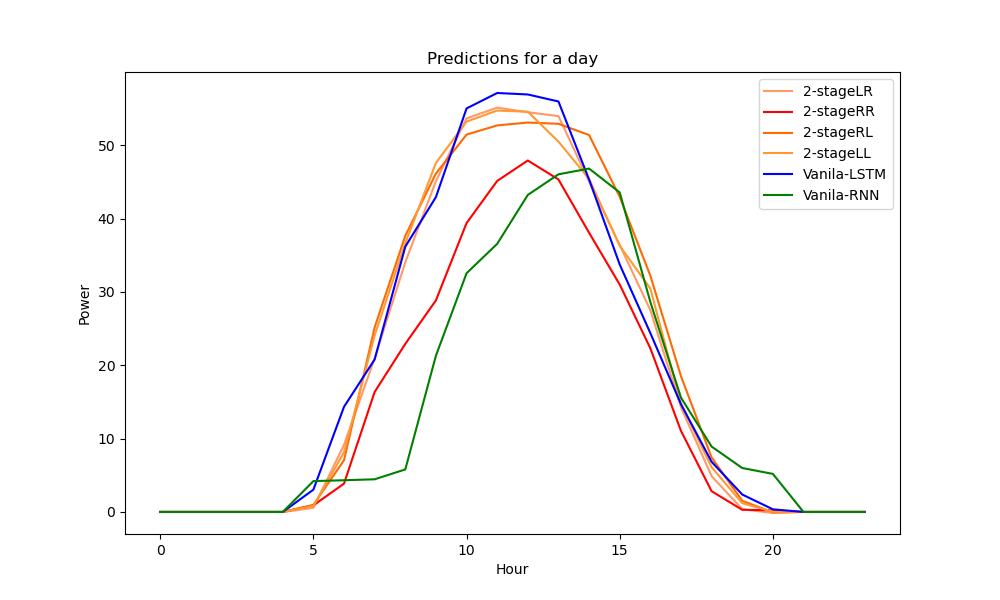 Predictions for a day
2-stageLR
2-stageRR
2-stageRL
2-stageLL
Vanila-LSTM
Vanila-RNN
Power
50
40
30
20
10
0
0 5 10 15 20
Hour